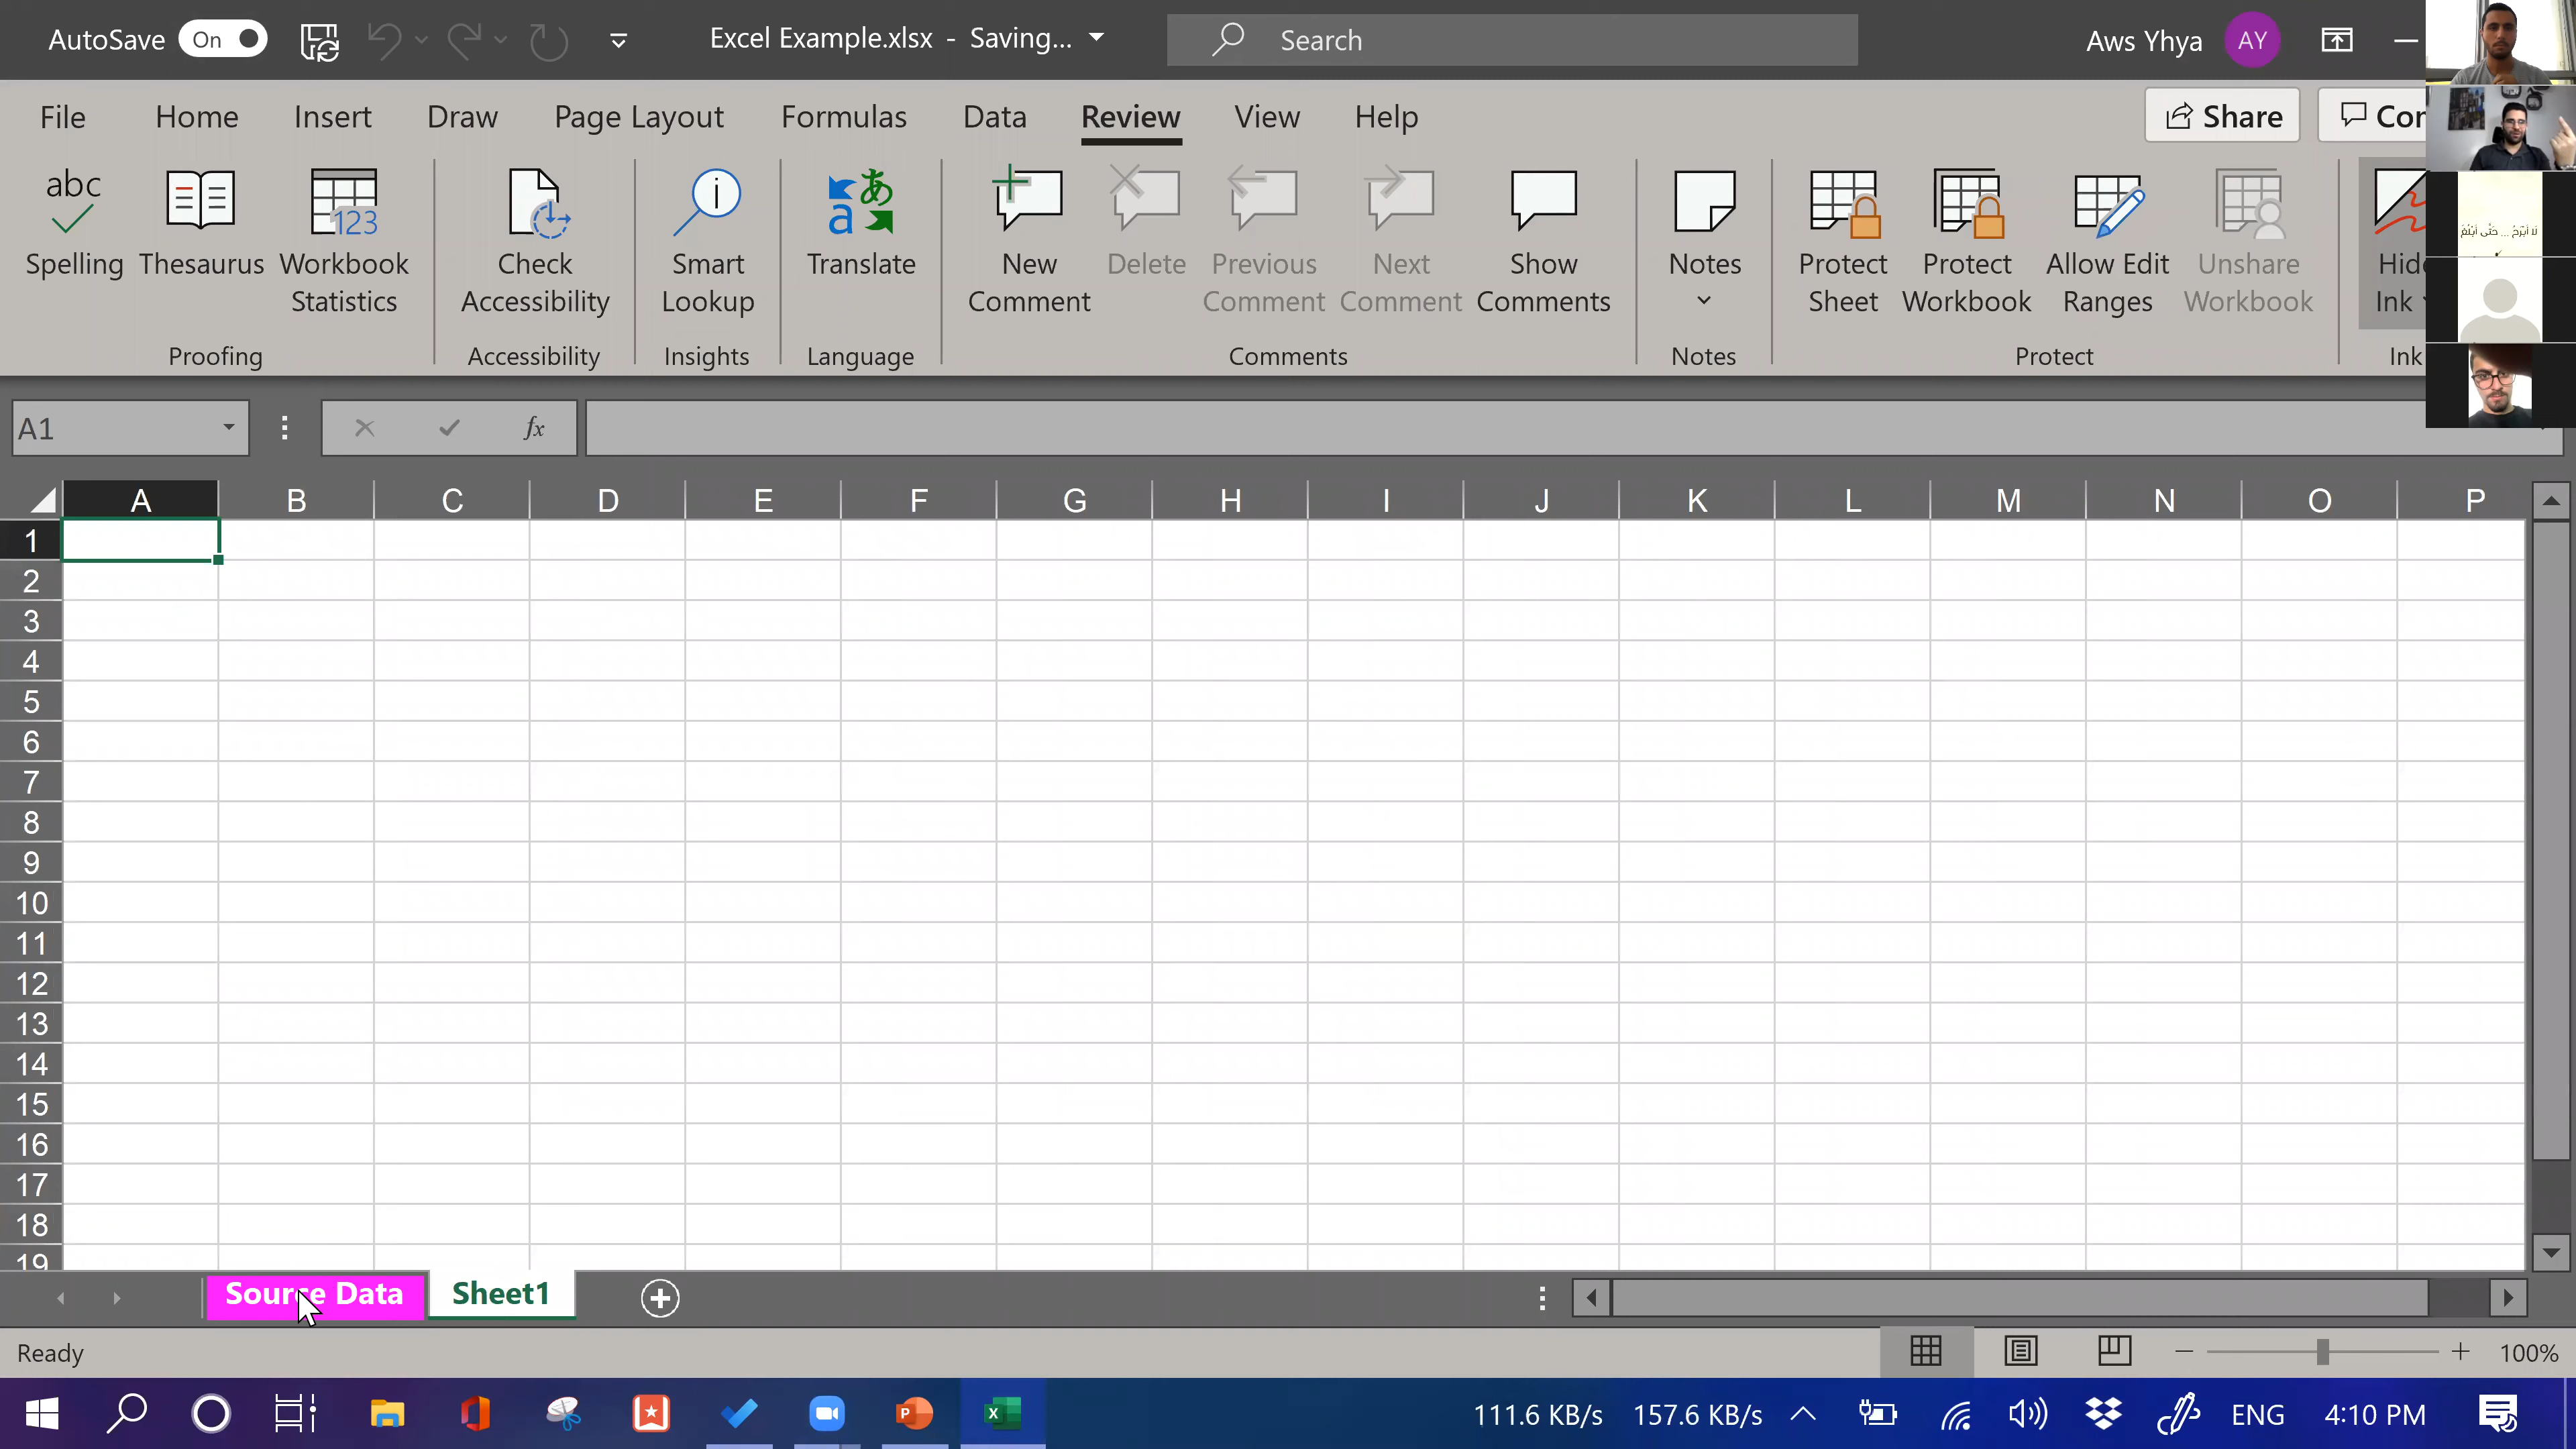 AutoSave On Excel Example.xlsx - Saving... Search Aws Yhya AY
File Home Insert Draw Page Layout Formulas Data Review View Help Share
abc 123 a あ
Spelling Thesaurus Workbook Statistics Check Accessibility Smart Lookup Translate New Comment Delete Previous Comment Next Comment Show Comments Notes Protect Sheet Protect Workbook Allow Edit Ranges Unshare Workbook Ink
Proofing Accessibility Insights Language Comments Notes Protect Ink
A1 fx
A B C D E F G H I J K L M N O P
1
2
3
4
5
6
7
8
9
10
11
12
13
14
15
16
17
18
19
Source Data Sheet1
Ready 100%
111.6 KB/s 157.6 KB/s ENG 4:10 PM